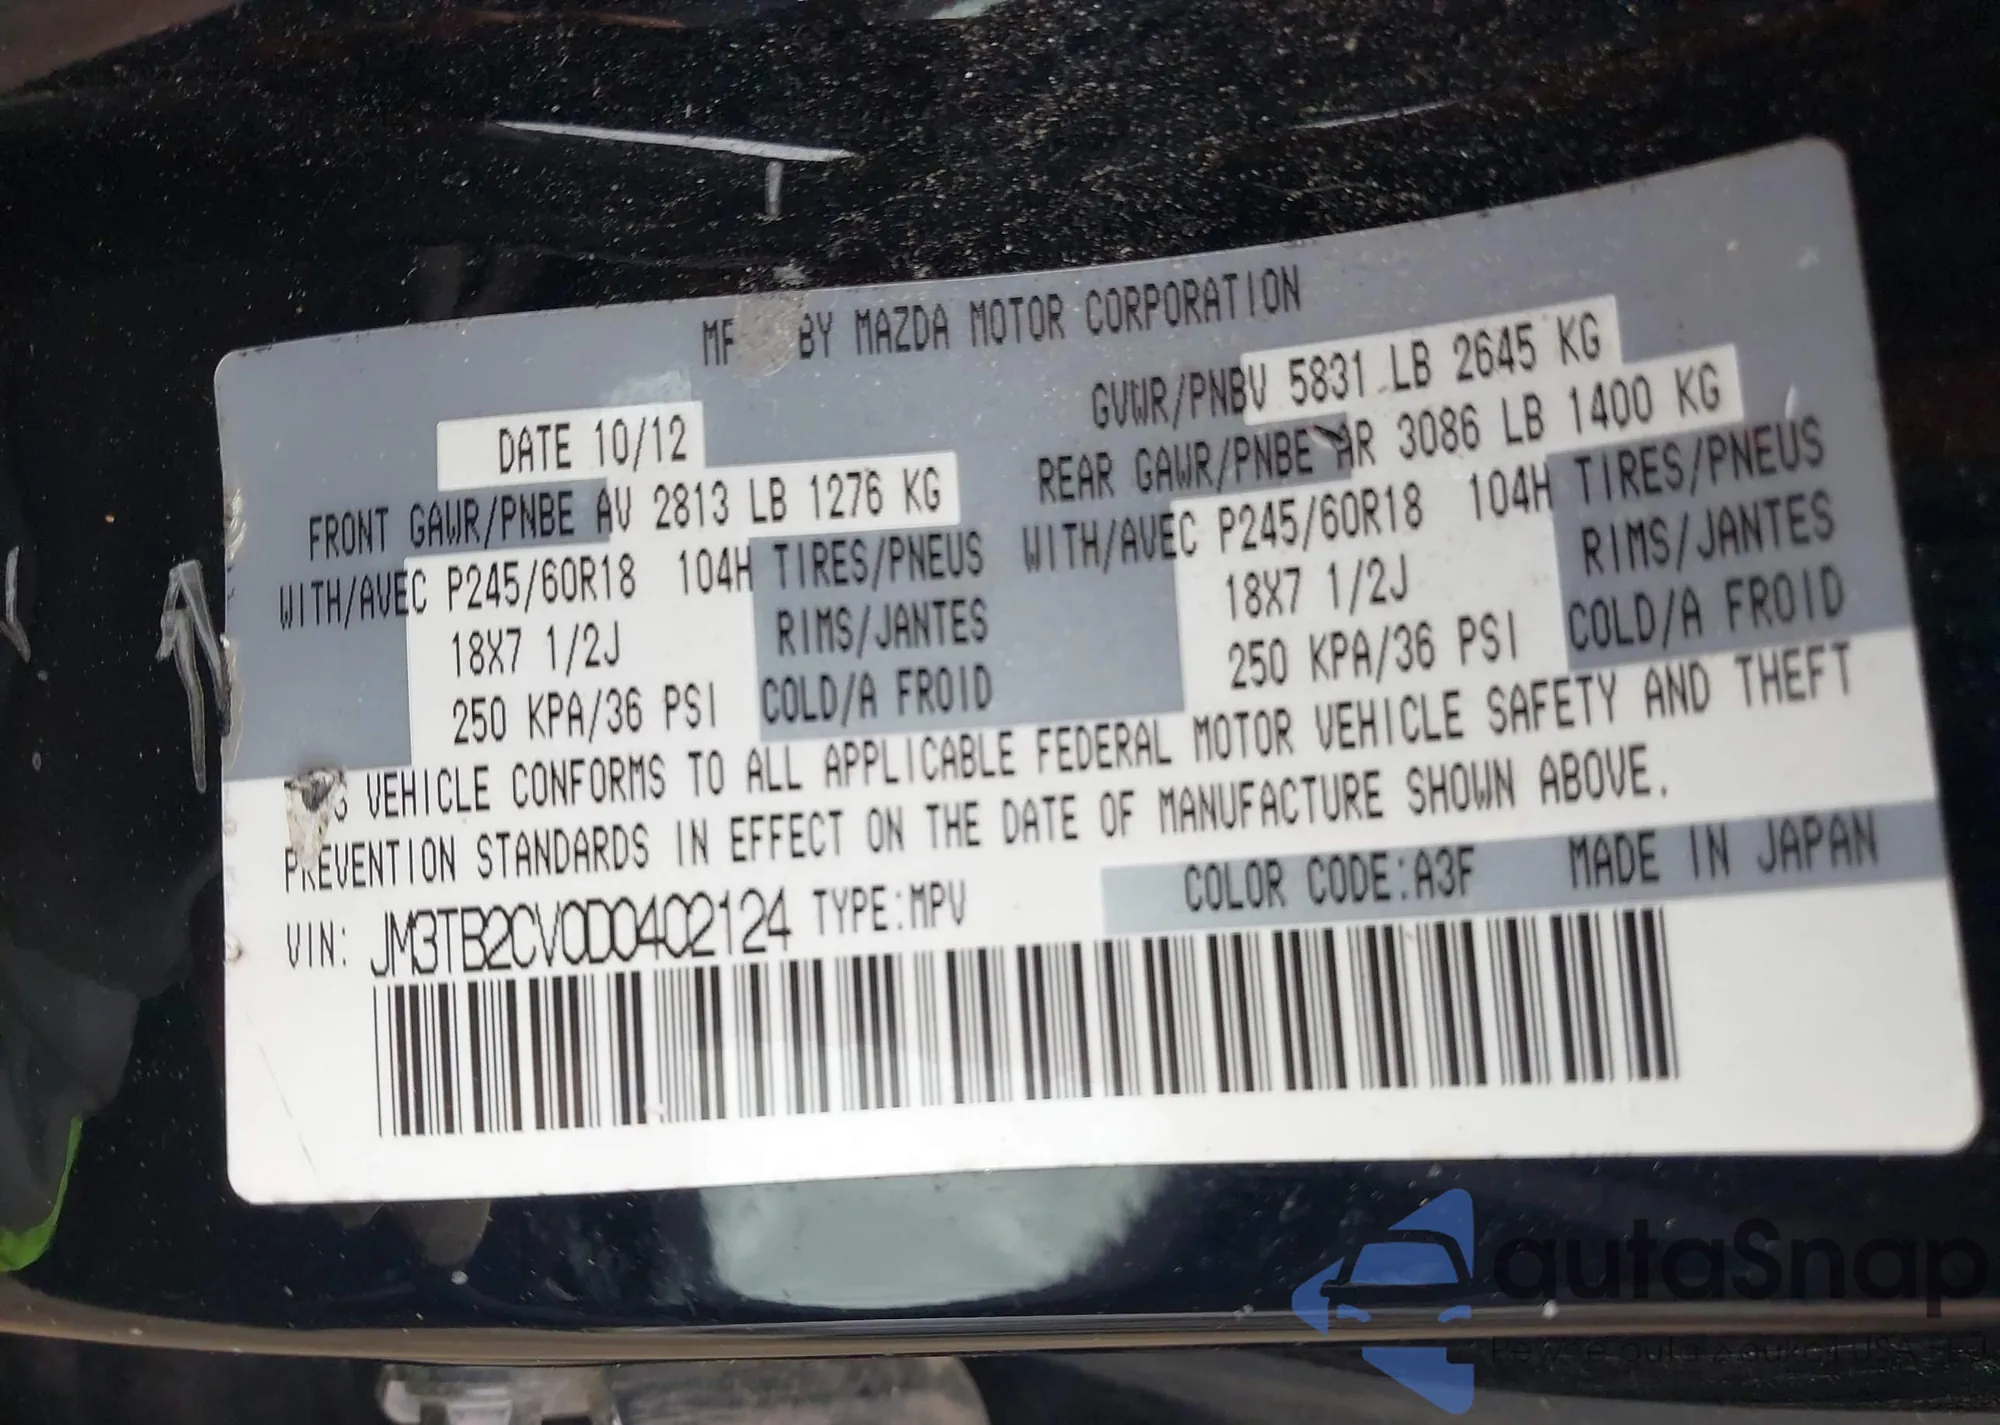 BY MAZDA MOTOR CORPORATION
DATE 10/12
GVWR/PNBV 5831 LB 2645 KG
FRONT GAWR/PNBE AV 2813 LB 1276 KG
WITH/AVEC P245/60R18 104H TIRES/PNEUS
18X7 1/2J RIMS/JANTES
250 KPA/36 PSI COLD/A FROID
REAR GAWR/PNBE AR 3086 LB 1400 KG
WITH/AVEC P245/60R18 104H TIRES/PNEUS
18X7 1/2J RIMS/JANTES
250 KPA/36 PSI COLD/A FROID
VEHICLE CONFORMS TO ALL APPLICABLE FEDERAL MOTOR VEHICLE SAFETY AND THEFT
PREVENTION STANDARDS IN EFFECT ON THE DATE OF MANUFACTURE SHOWN ABOVE.
VIN: JM3TB2CV0D0402124 TYPE:MPV COLOR CODE:A3F MADE IN JAPAN
autaSnap